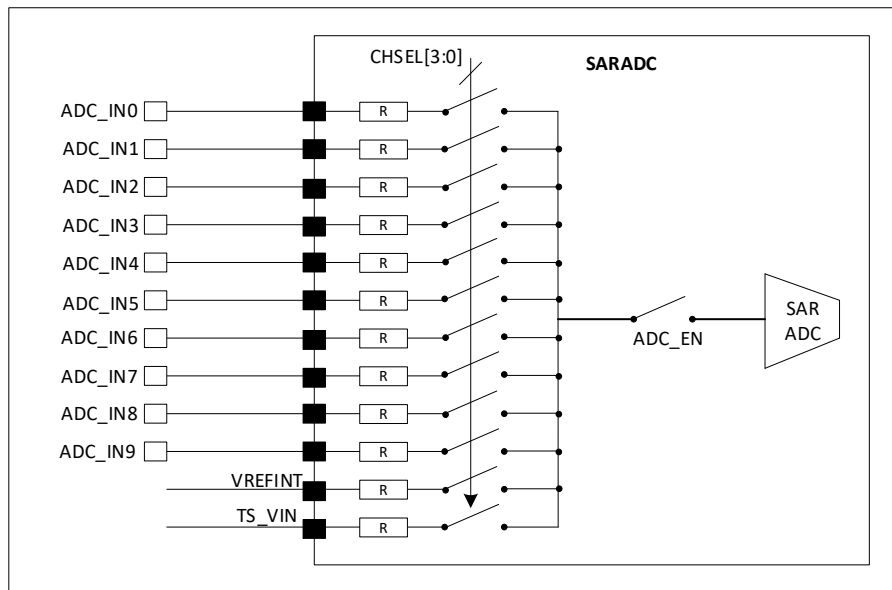 CHSEL[3:0]
SARADC
ADC_IN0
R
ADC_IN1
R
ADC_IN2
R
ADC_IN3
R
ADC_IN4
R
ADC_IN5
R
ADC_IN6
R
ADC_IN7
R
ADC_IN8
R
ADC_IN9
R
VREFINT
R
TS_VIN
R
ADC_EN
SAR
ADC